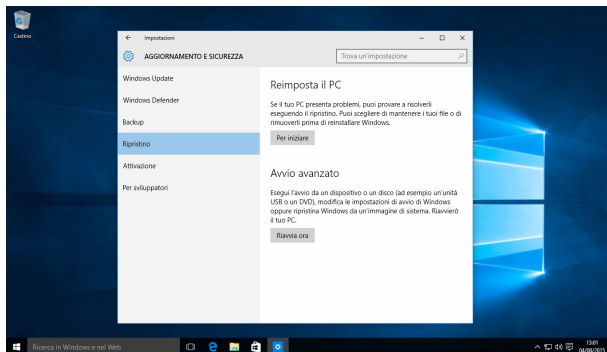 Cestino
Impostazioni
AGGIORNAMENTO E SICUREZZA
Trova un'impostazione
Windows Update
Windows Defender
Backup
Ripristino
Attivazione
Per sviluppatori
Reimposta il PC
Se il tuo PC presenta problemi, puoi provare a risolverli
eseguendo il ripristino. Puoi scegliere di mantenere i tuoi file o di
rimuoverli prima di reinstallare Windows.
Per iniziare
Avvio avanzato
Esegui l'avvio da un dispositivo o un disco (ad esempio un'unità
USB o un DVD), modifica le impostazioni di avvio di Windows
oppure ripristina Windows da un'immagine di sistema. Riavvierò
il tuo PC.
Riavvia ora
Ricerca in Windows e nel Web
13:01
04/08/2015